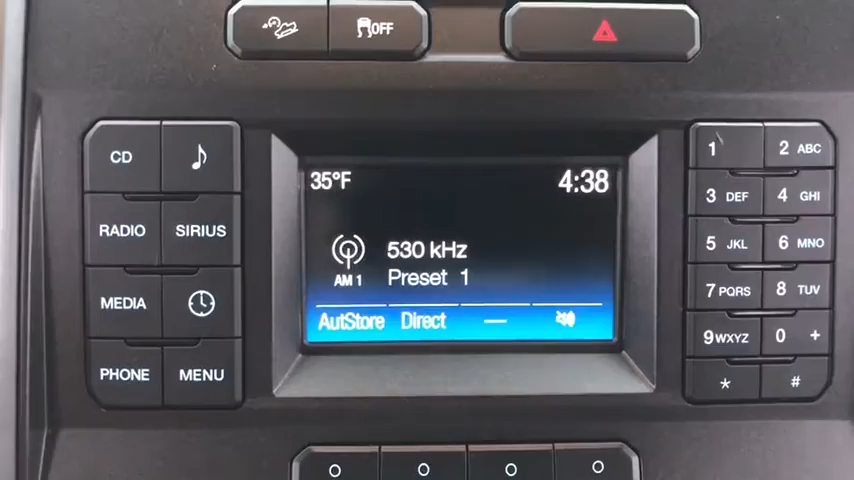 OFF
CD
RADIO
SIRIUS
MEDIA
PHONE
MENU
35°F
4:38
530 kHz
AM 1
Preset 1
AutStore Direct —
1
2 ABC
3 DEF
4 GHI
5 JKL
6 MNO
7 PQRS
8 TUV
9 WXYZ
0 +
*
#